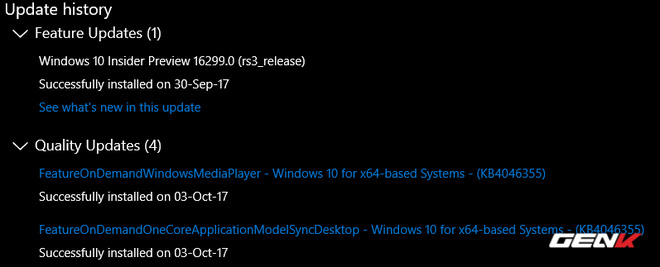 Update history
Feature Updates (1)
Windows 10 Insider Preview 16299.0 (rs3_release)
Successfully installed on 30-Sep-17
See what's new in this update
Quality Updates (4)
FeatureOnDemandWindowsMediaPlayer - Windows 10 for x64-based Systems - (KB4046355)
Successfully installed on 03-Oct-17
FeatureOnDemandOneCoreApplicationModelSyncDesktop - Windows 10 for x64-based Systems - (KB4046355)
Successfully installed on 03-Oct-17
GENK